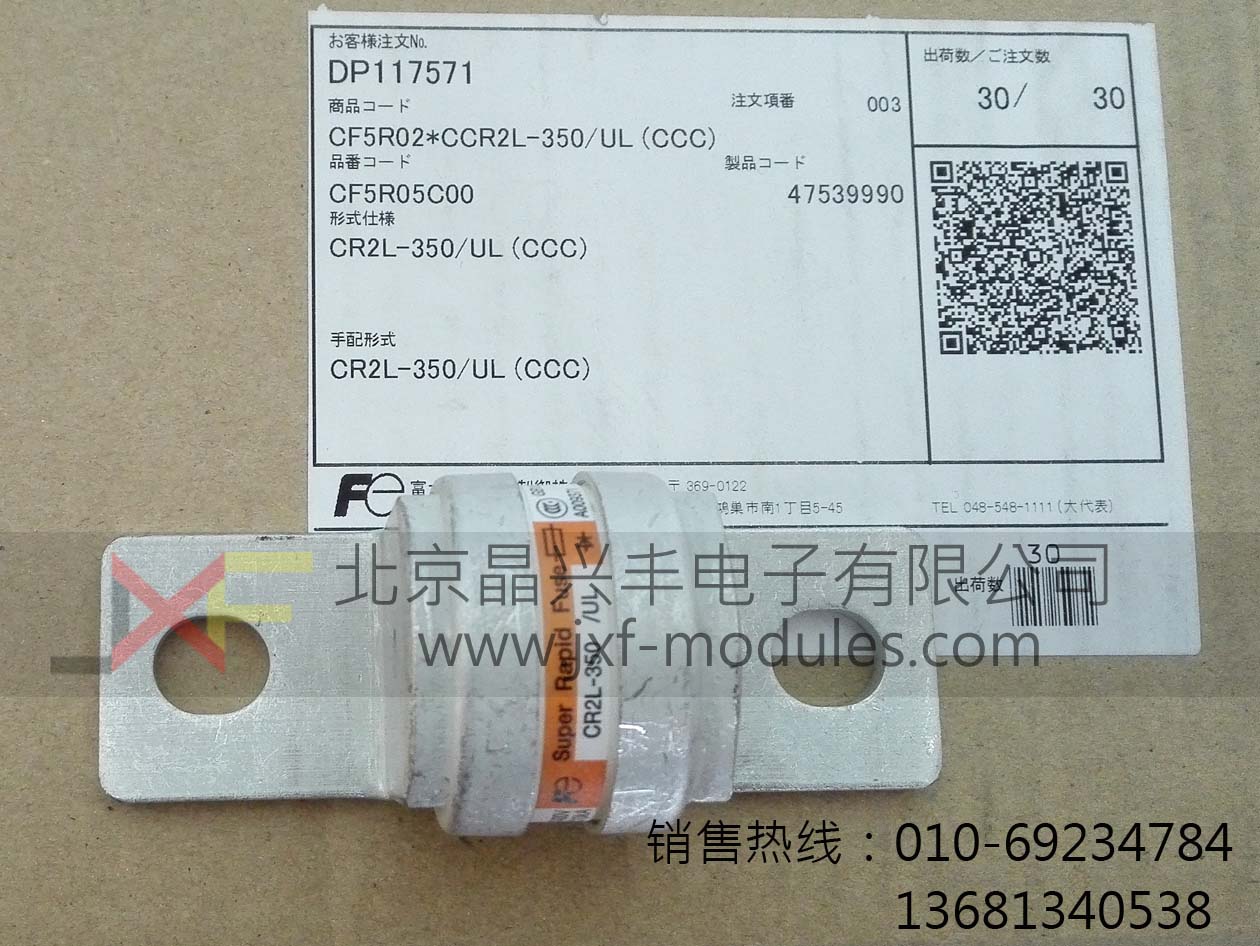 お客様注文No.
DP117571
商品コード
注文項番 003
CF5R02*CCR2L-350/UL(CCC)
品番コード
製品コード
CF5R05C00
47539990
形式仕様
CR2L-350/UL(CCC)
手配形式
CR2L-350/UL(CCC)
出荷数/ご注文数
30/ 30
Fe 富
〒369-0122
鴻巣市南1丁目5-45
TEL 048-548-1111(大代表)
30
出荷数
Super Rapid Fuse
CR2L-350 /UL
Fe
JXF
北京晶兴丰电子有限公司
www.jxf-modules.com
销售热线：010-69234784
13681340538